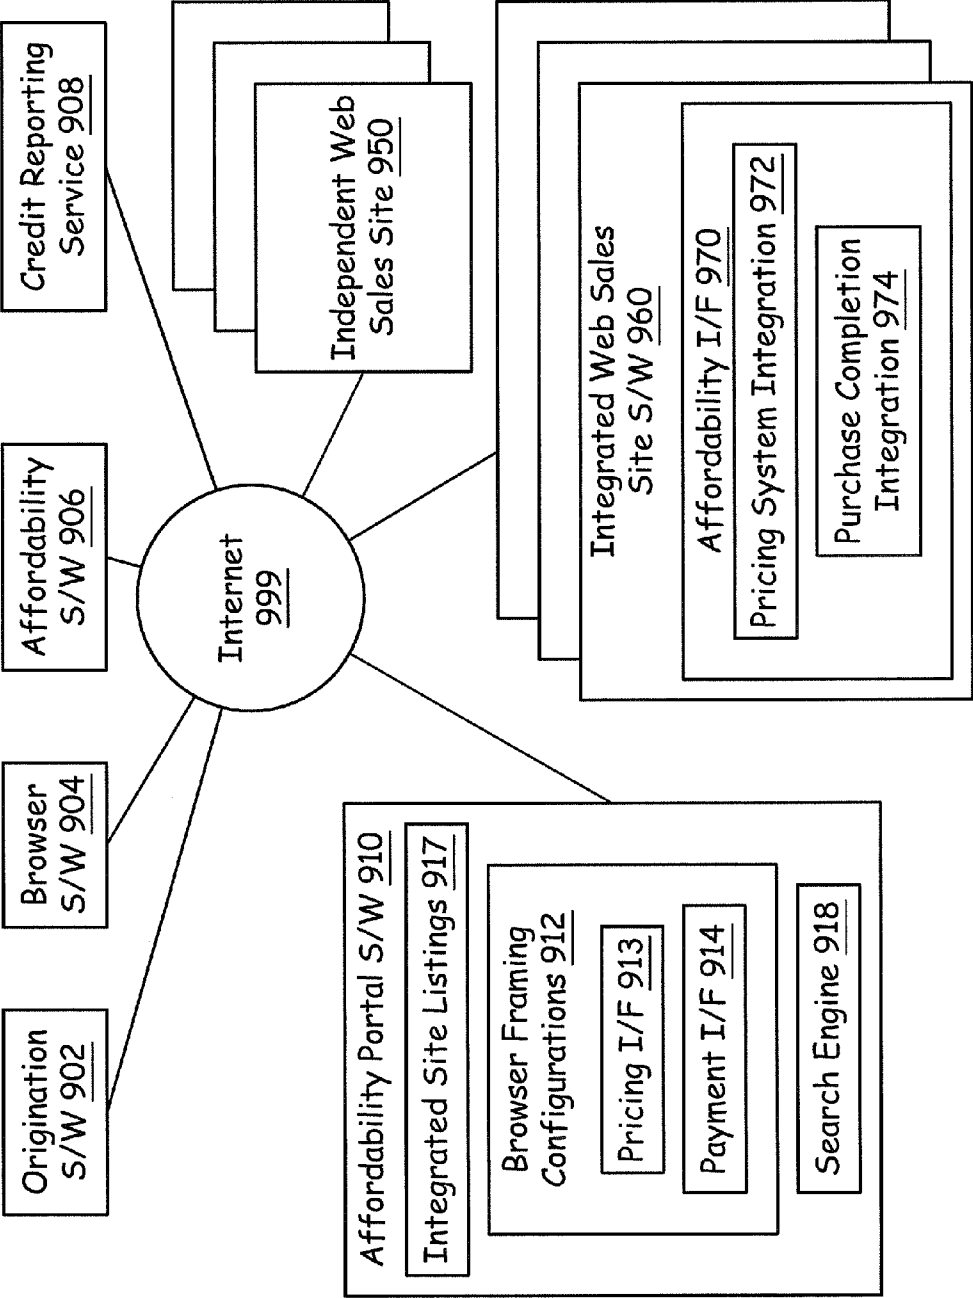 Origination
S/W 902
Browser
S/W 904
Affordability
S/W 906
Credit Reporting
Service 908
Internet
999
Independent Web
Sales Site 950
Affordability Portal S/W 910
Integrated Site Listings 917
Browser Framing
Configurations 912
Pricing I/F 913
Payment I/F 914
Search Engine 918
Integrated Web Sales
Site S/W 960
Affordability I/F 970
Pricing System Integration 972
Purchase Completion
Integration 974